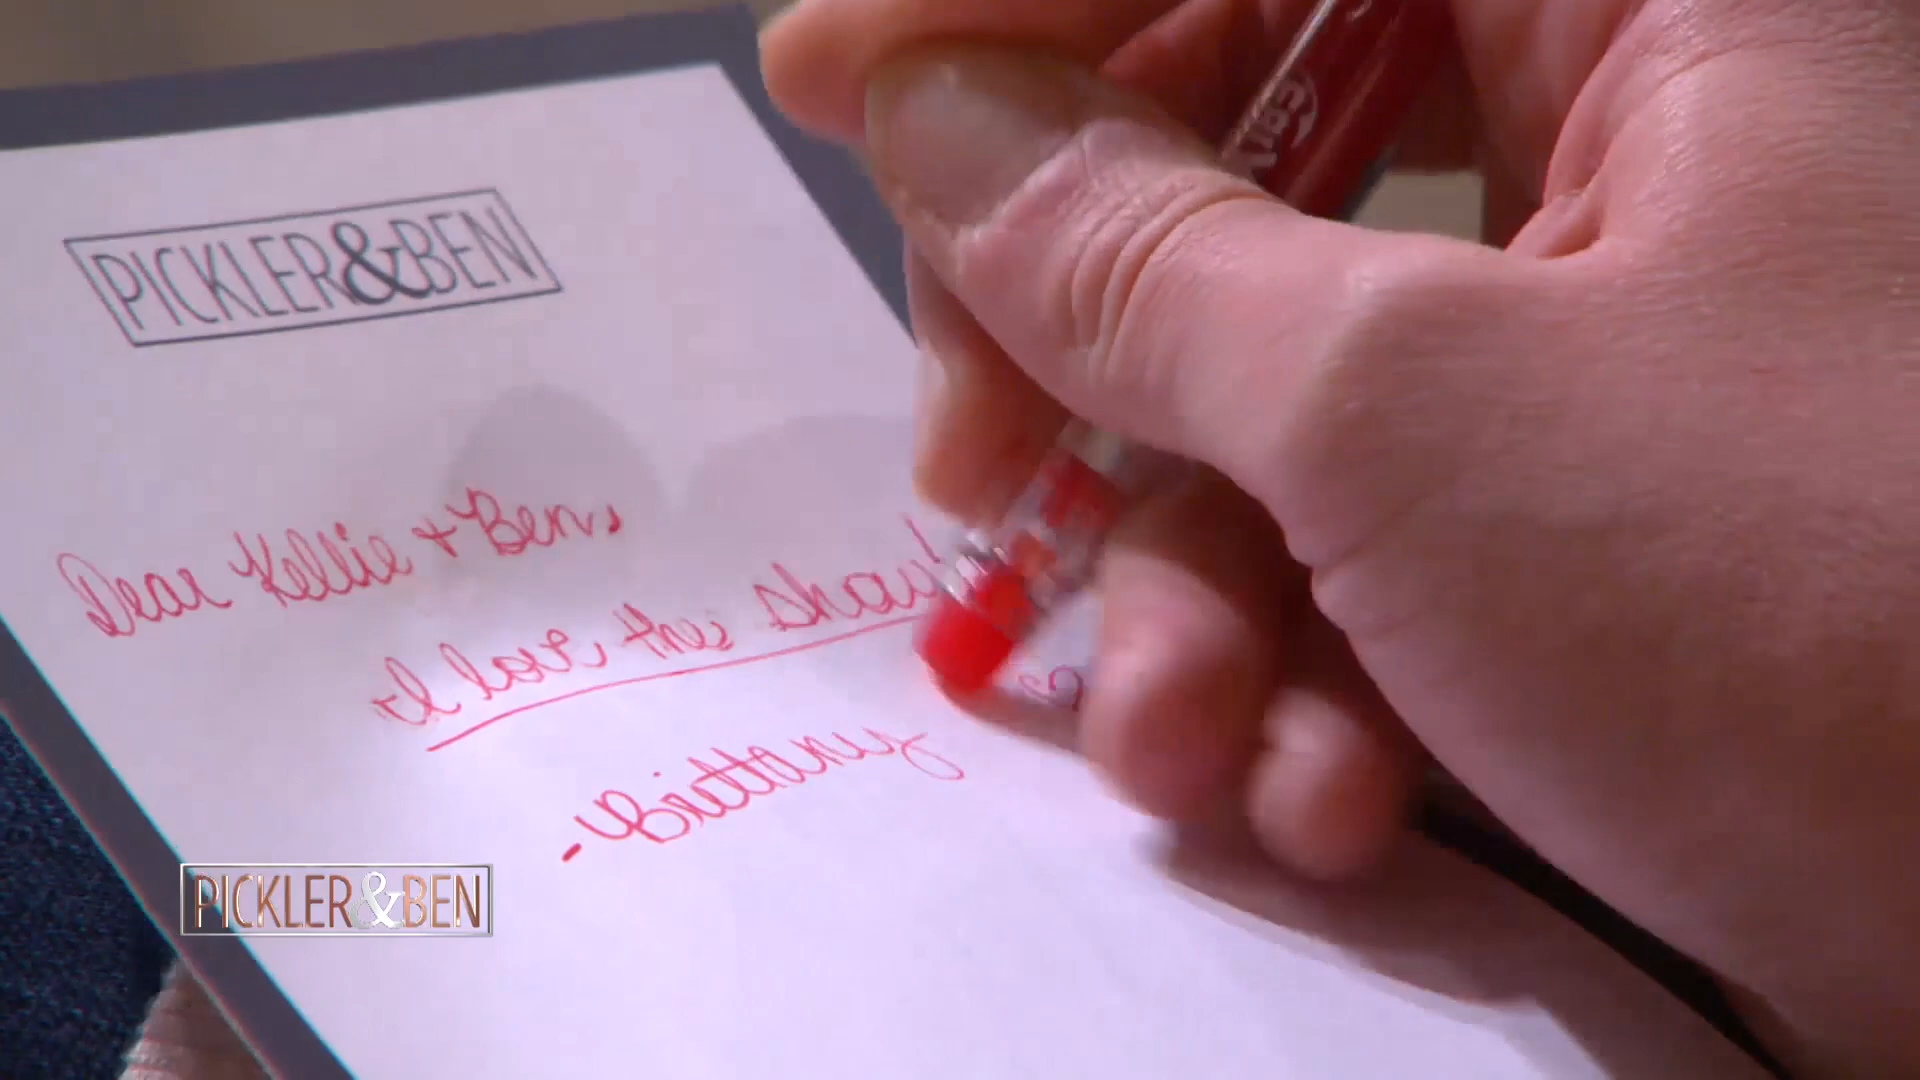 PICKLER&BEN
Dear Kellie + Ben,
I love the show!
-Brittany
PICKLER&BEN